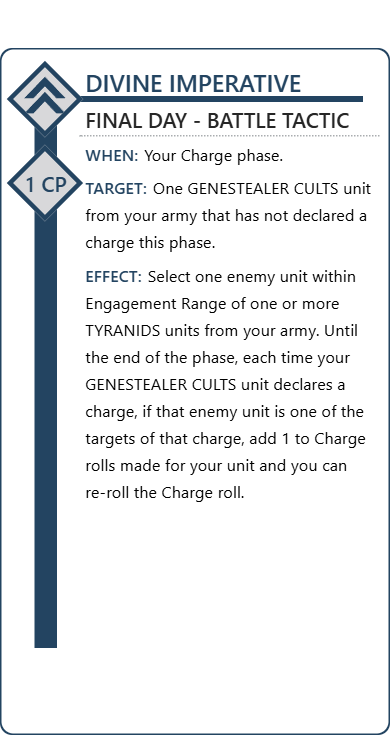 DIVINE IMPERATIVE
FINAL DAY - BATTLE TACTIC
WHEN: Your Charge phase.
1 CP
TARGET: One GENESTEALER CULTS unit
from your army that has not declared a
charge this phase.
EFFECT: Select one enemy unit within
Engagement Range of one or more
TYRANIDS units from your army. Until
the end of the phase, each time your
GENESTEALER CULTS unit declares a
charge, if that enemy unit is one of the
targets of that charge, add 1 to Charge
rolls made for your unit and you can
re-roll the Charge roll.